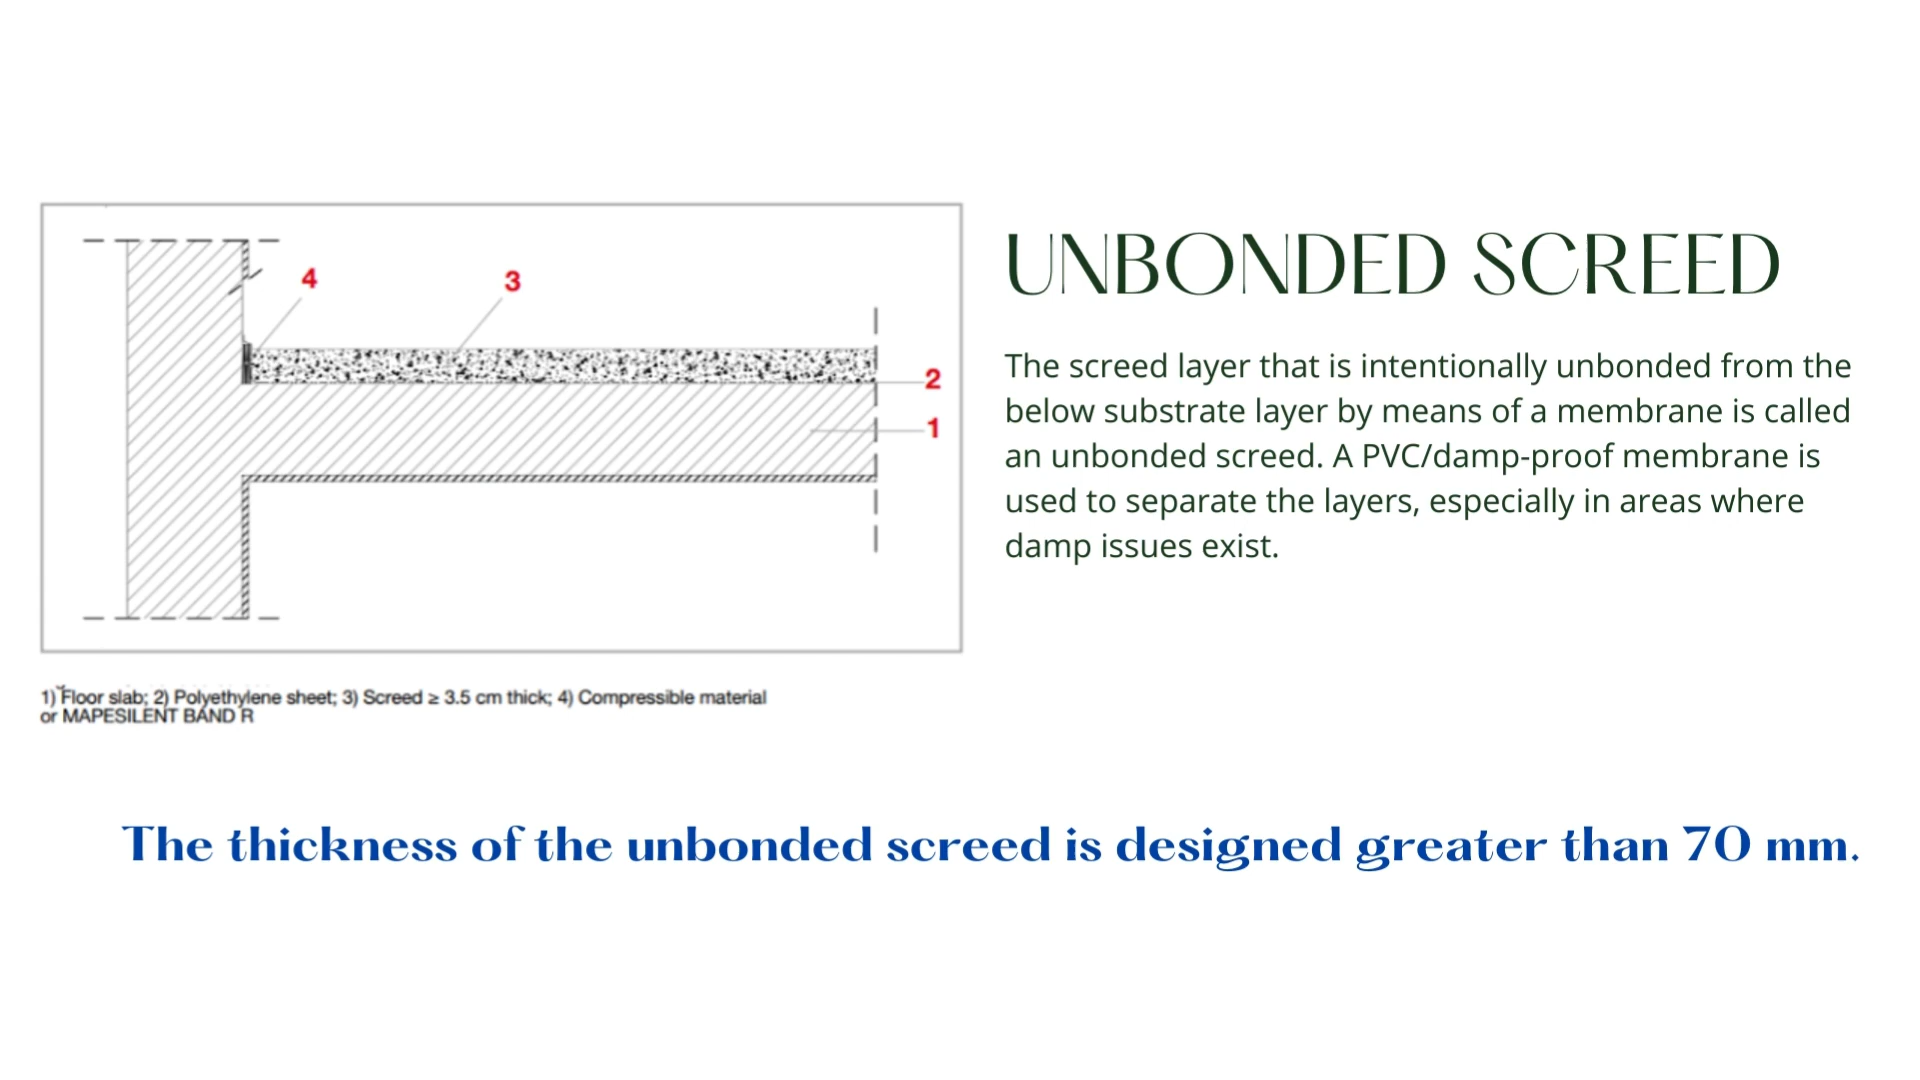 4
3
2
1
1) Floor slab; 2) Polyethylene sheet; 3) Screed ≥ 3.5 cm thick; 4) Compressible material
or MAPESILENT BAND R
UNBONDED SCREED
The screed layer that is intentionally unbonded from the
below substrate layer by means of a membrane is called
an unbonded screed. A PVC/damp-proof membrane is
used to separate the layers, especially in areas where
damp issues exist.
The thickness of the unbonded screed is designed greater than 70 mm.